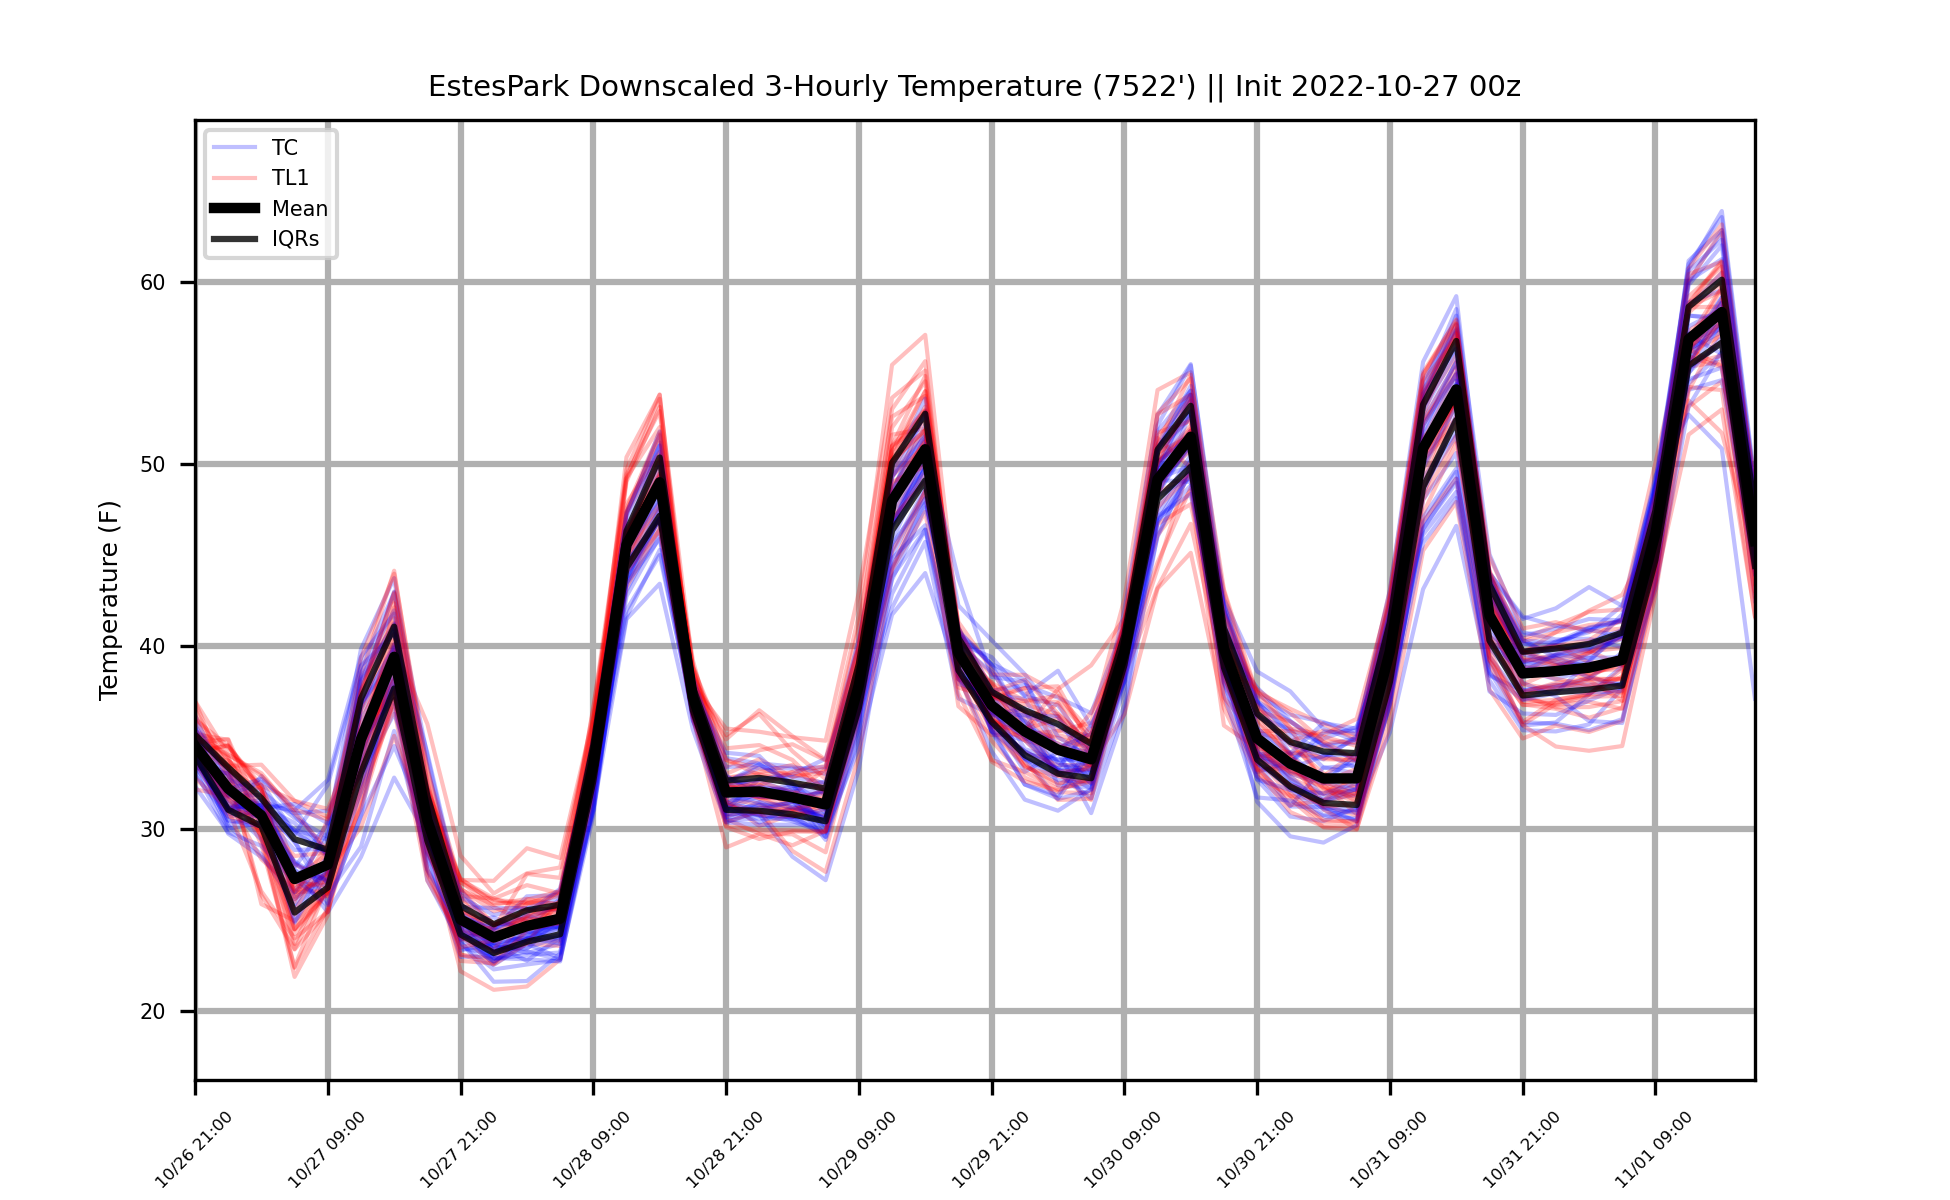 EstesPark Downscaled 3-Hourly Temperature (7522') || Init 2022-10-27 00z
TC
TL1
Mean
IQRs
Temperature (F)
60
50
40
30
20
10/26 21:00
10/27 09:00
10/27 21:00
10/28 09:00
10/28 21:00
10/29 09:00
10/29 21:00
10/30 09:00
10/30 21:00
10/31 09:00
10/31 21:00
11/01 09:00